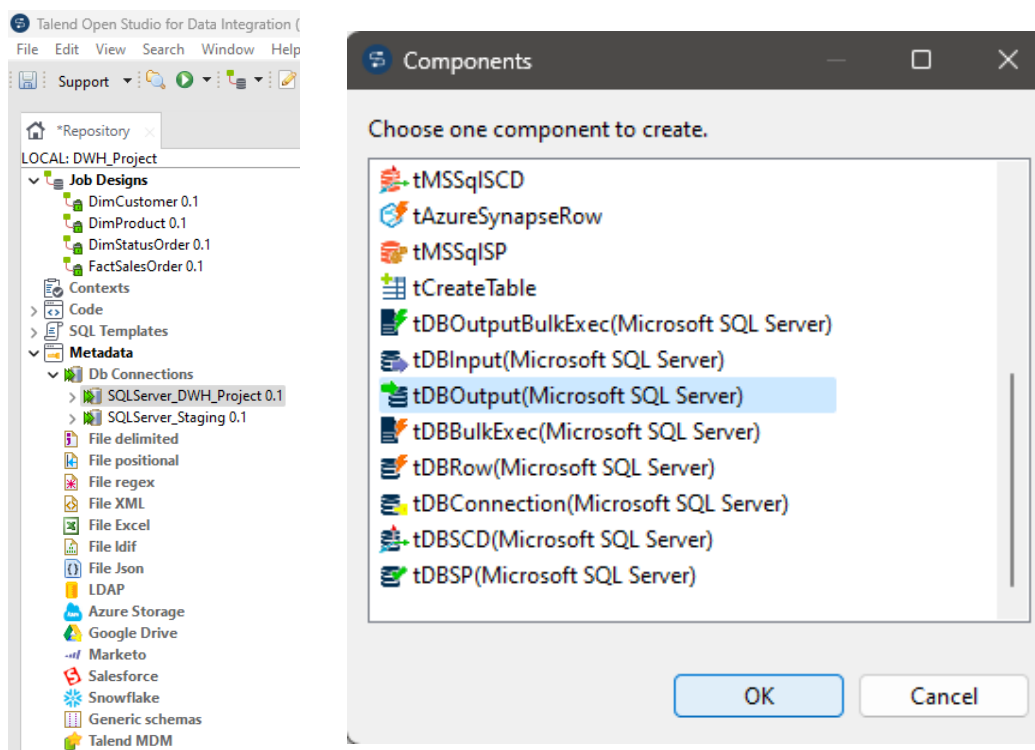 Talend Open Studio for Data Integration (
File Edit View Search Window Help
Support
*Repository
LOCAL: DWH_Project
Job Designs
DimCustomer 0.1
DimProduct 0.1
DimStatusOrder 0.1
FactSalesOrder 0.1
Contexts
Code
SQL Templates
Metadata
Db Connections
SQLServer_DWH_Project 0.1
SQLServer_Staging 0.1
File delimited
File positional
File regex
File XML
File Excel
File ldif
File Json
LDAP
Azure Storage
Google Drive
Marketo
Salesforce
Snowflake
Generic schemas
Talend MDM
Components
Choose one component to create.
tMSSqlSCD
tAzureSynapseRow
tMSSqlSP
tCreateTable
tDBOutputBulkExec(Microsoft SQL Server)
tDBInput(Microsoft SQL Server)
tDBOutput(Microsoft SQL Server)
tDBBulkExec(Microsoft SQL Server)
tDBRow(Microsoft SQL Server)
tDBConnection(Microsoft SQL Server)
tDBSCD(Microsoft SQL Server)
tDBSP(Microsoft SQL Server)
OK Cancel